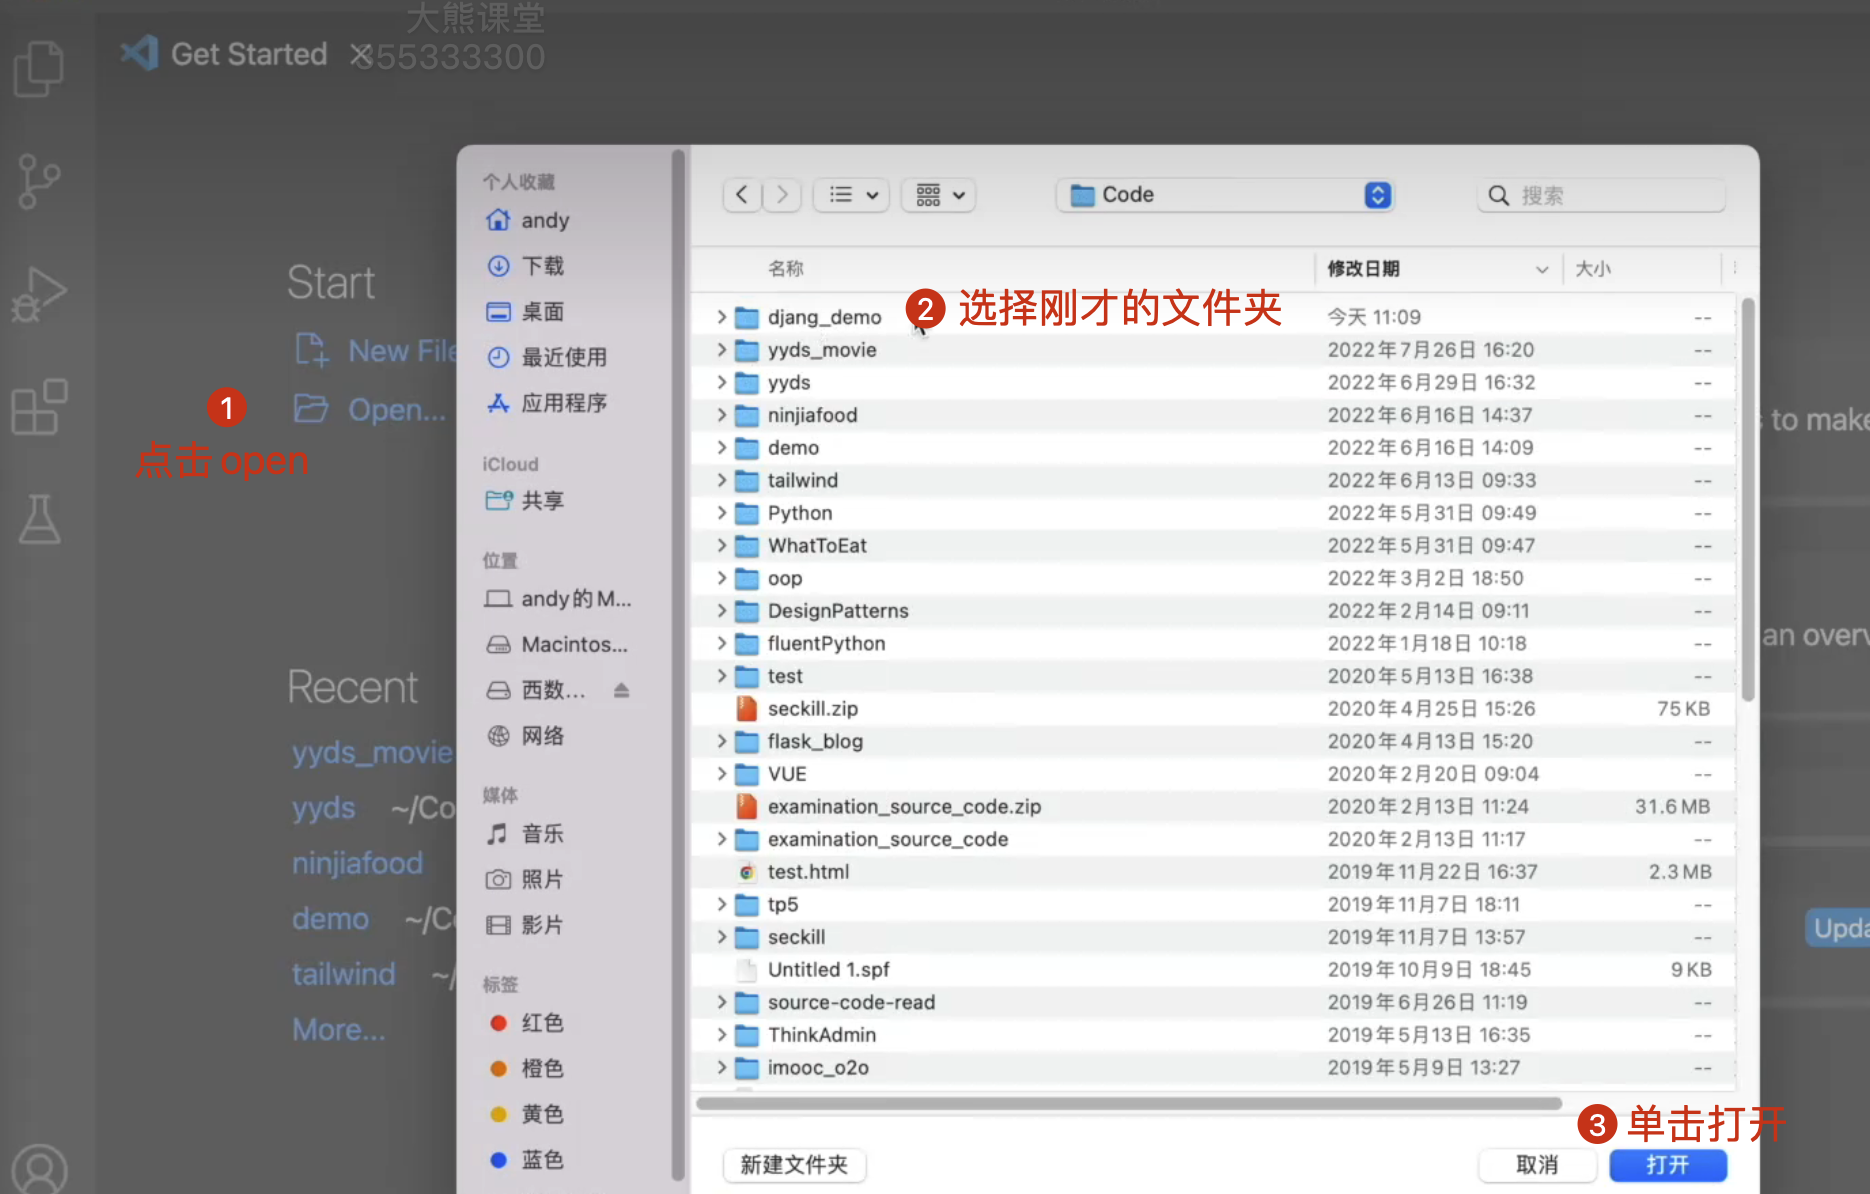 大熊课堂
Get Started
355333300
Start
New File
Open...
1
点击 open
Recent
yyds_movie
yyds ~/Co
ninjiafood
demo ~/Co
tailwind ~/
More...
个人收藏
andy
下载
桌面
最近使用
应用程序
iCloud
共享
位置
andy的M...
Macintos...
西数...
网络
媒体
音乐
照片
影片
标签
红色
橙色
黄色
蓝色
Code
搜索
名称 修改日期 大小
2 选择刚才的文件夹
djang_demo 今天 11:09 --
yyds_movie 2022年7月26日 16:20 --
yyds 2022年6月29日 16:32 --
ninjiafood 2022年6月16日 14:37 --
demo 2022年6月16日 14:09 --
tailwind 2022年6月13日 09:33 --
Python 2022年5月31日 09:49 --
WhatToEat 2022年5月31日 09:47 --
oop 2022年3月2日 18:50 --
DesignPatterns 2022年2月14日 09:11 --
fluentPython 2022年1月18日 10:18 --
test 2020年5月13日 16:38 --
seckill.zip 2020年4月25日 15:26 75 KB
flask_blog 2020年4月13日 15:20 --
VUE 2020年2月20日 09:04 --
examination_source_code.zip 2020年2月13日 11:24 31.6 MB
examination_source_code 2020年2月13日 11:17 --
test.html 2019年11月22日 16:37 2.3 MB
tp5 2019年11月7日 18:11 --
seckill 2019年11月7日 13:57 --
Untitled 1.spf 2019年10月9日 18:45 9 KB
source-code-read 2019年6月26日 11:19 --
ThinkAdmin 2019年5月13日 16:35 --
imooc_o2o 2019年5月9日 13:27 --
3 单击打开
新建文件夹 取消 打开
to make
an overv
Upda